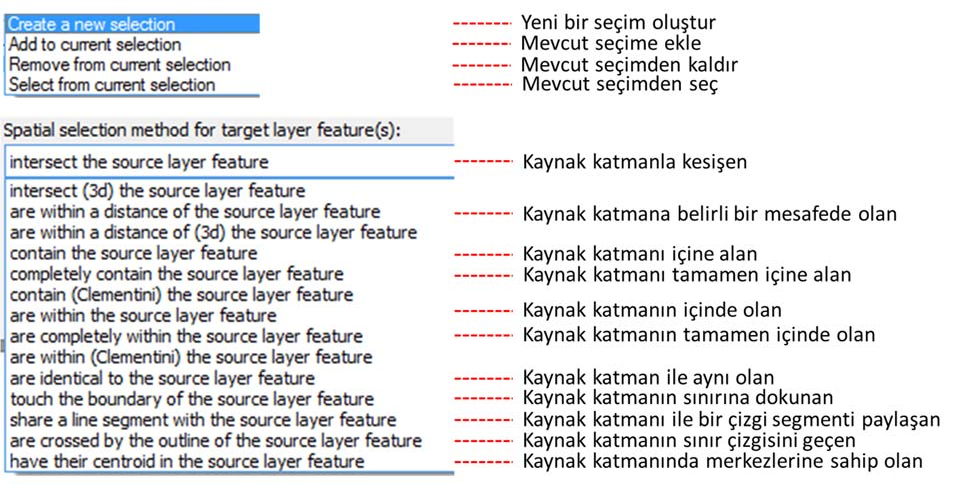 Create a new selection ------- Yeni bir seçim oluştur
Add to current selection ------- Mevcut seçime ekle
Remove from current selection ------- Mevcut seçimden kaldır
Select from current selection ------- Mevcut seçimden seç
Spatial selection method for target layer feature(s):
intersect the source layer feature ------- Kaynak katmanla kesişen
intersect (3d) the source layer feature
are within a distance of the source layer feature ------- Kaynak katmana belirli bir mesafede olan
are within a distance of (3d) the source layer feature
contain the source layer feature ------- Kaynak katmanı içine alan
completely contain the source layer feature ------- Kaynak katmanı tamamen içine alan
contain (Clementini) the source layer feature
are within the source layer feature ------- Kaynak katmanın içinde olan
are completely within the source layer feature ------- Kaynak katmanın tamamen içinde olan
are within (Clementini) the source layer feature
are identical to the source layer feature ------- Kaynak katman ile aynı olan
touch the boundary of the source layer feature ------- Kaynak katmanın sınırına dokunan
share a line segment with the source layer feature ------- Kaynak katmanı ile bir çizgi segmenti paylaşan
are crossed by the outline of the source layer feature ------- Kaynak katmanın sınır çizgisini geçen
have their centroid in the source layer feature ------- Kaynak katmanında merkezlerine sahip olan